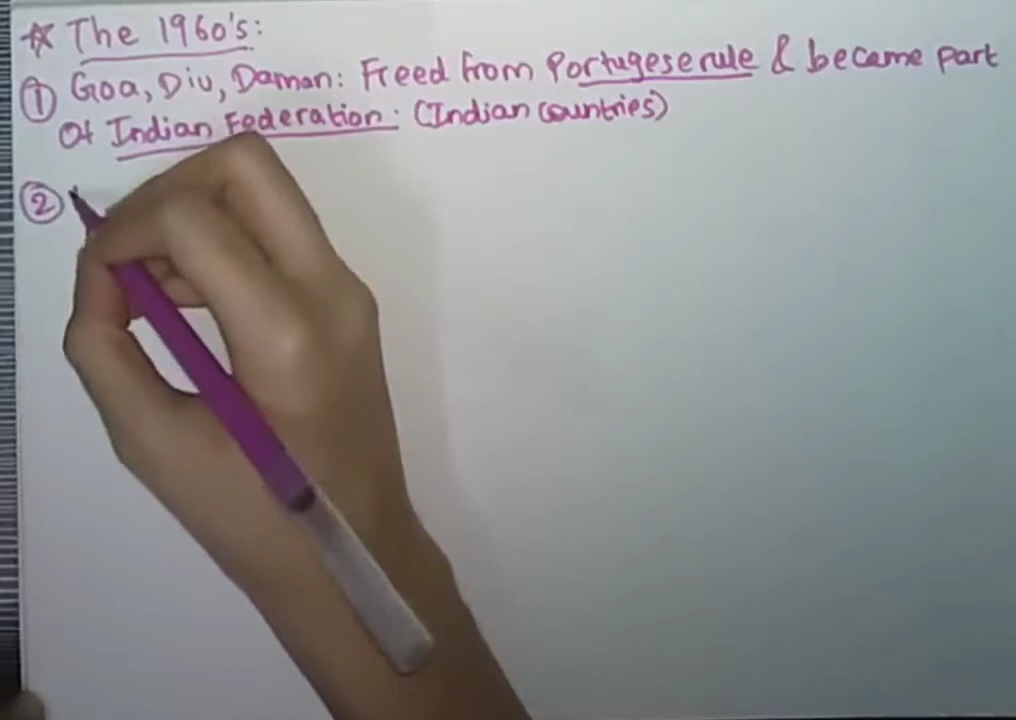 ☆ The 1960's:
① Goa, Diu, Daman: Freed from Portugese rule & became part
Of Indian Federation. (Indian Countries)
②